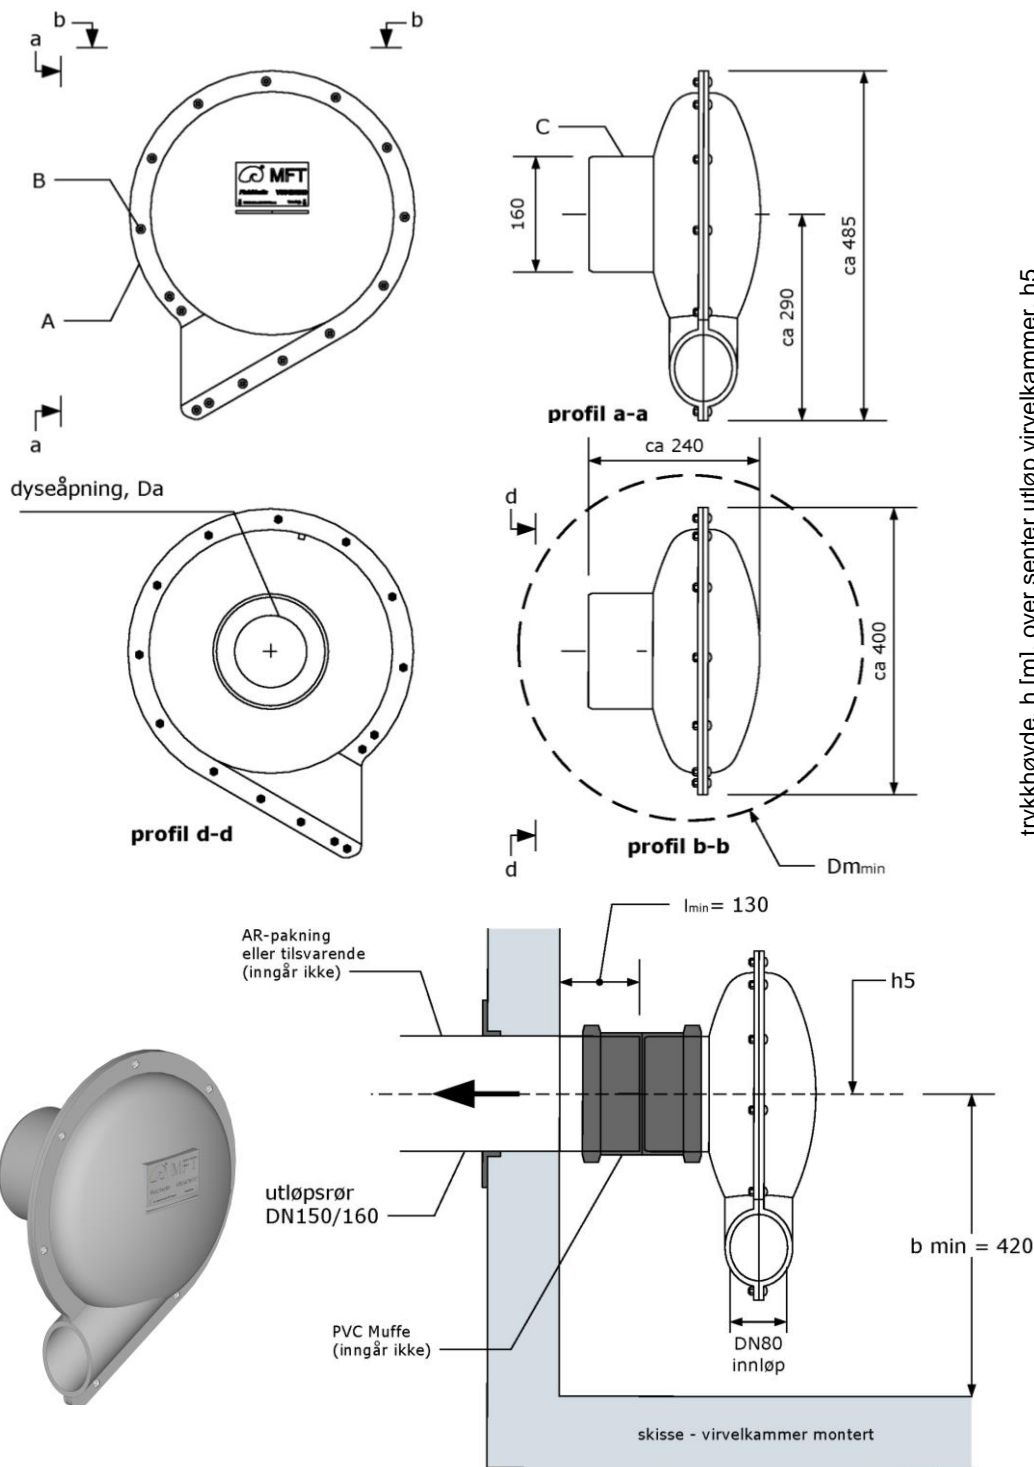 b
b
a
MFT
B
A
a
C
160
ca 485
ca 290
profil a-a
ca 240
dyseåpning, Da
d
ca 400
profil d-d
profil b-b
d
Dmmin
trykkhøyde, h [m], over senter utløp virvelkammer, h5
lmin= 130
AR-pakning
eller tilsvarende
(inngår ikke)
h5
MFT
utløpsrør
DN150/160
b min = 420
PVC Muffe
(inngår ikke)
DN80
innløp
skisse - virvelkammer montert